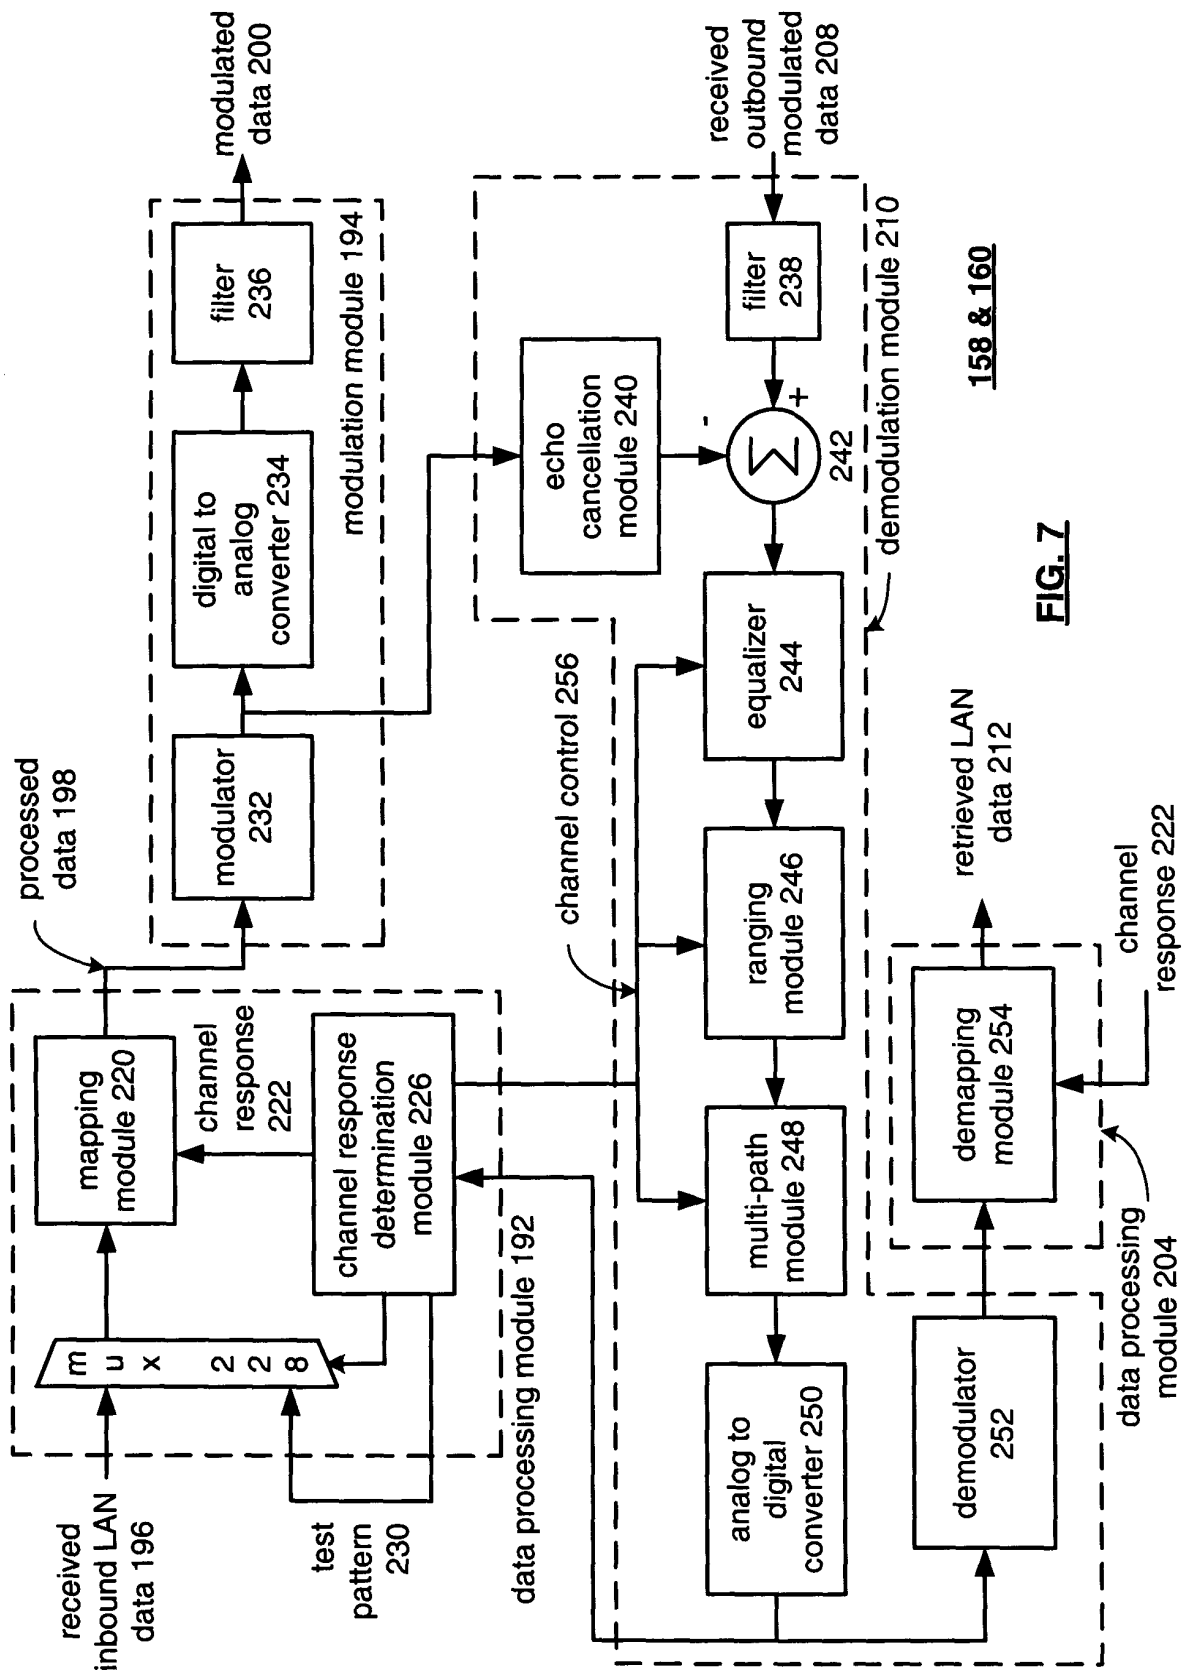 received
inbound LAN
data 196
test
pattern
230
m
u
x
2
2
8
mapping
module 220
channel
response
222
channel response
determination
module 226
data processing module 192
processed
data 198
modulator
232
digital to
analog
converter 234
filter
236
modulated
data 200
modulation module 194
received
outbound
modulated
data 208
filter
238
echo
cancellation
module 240
-
+
Σ
242
equalizer
244
ranging
module 246
multi-path
module 248
analog to
digital
converter 250
channel control 256
demodulation module 210
demodulator
252
demapping
module 254
retrieved LAN
data 212
channel
response 222
data processing
module 204
158 & 160
FIG. 7